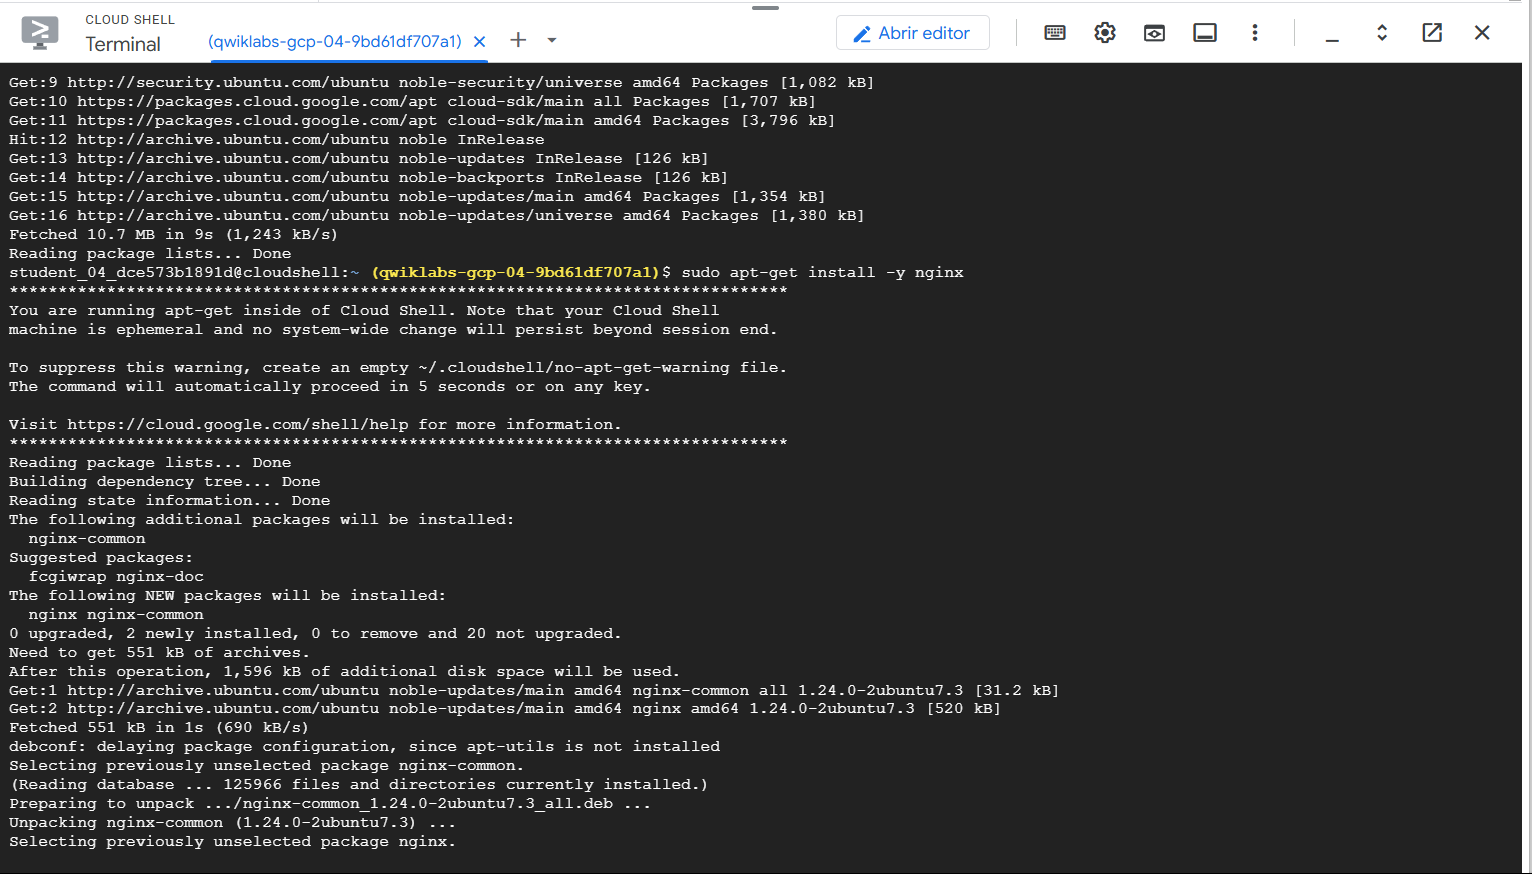 CLOUD SHELL
Terminal
(qwiklabs-gcp-04-9bd61df707a1)
Abrir editor
Get:9 http://security.ubuntu.com/ubuntu noble-security/universe amd64 Packages [1,082 kB]
Get:10 https://packages.cloud.google.com/apt cloud-sdk/main all Packages [1,707 kB]
Get:11 https://packages.cloud.google.com/apt cloud-sdk/main amd64 Packages [3,796 kB]
Hit:12 http://archive.ubuntu.com/ubuntu noble InRelease
Get:13 http://archive.ubuntu.com/ubuntu noble-updates InRelease [126 kB]
Get:14 http://archive.ubuntu.com/ubuntu noble-backports InRelease [126 kB]
Get:15 http://archive.ubuntu.com/ubuntu noble-updates/main amd64 Packages [1,354 kB]
Get:16 http://archive.ubuntu.com/ubuntu noble-updates/universe amd64 Packages [1,380 kB]
Fetched 10.7 MB in 9s (1,243 kB/s)
Reading package lists... Done
student_04_dce573b1891d@cloudshell:~ (qwiklabs-gcp-04-9bd61df707a1)$ sudo apt-get install -y nginx
********************************************************************************
You are running apt-get inside of Cloud Shell. Note that your Cloud Shell
machine is ephemeral and no system-wide change will persist beyond session end.
To suppress this warning, create an empty ~/.cloudshell/no-apt-get-warning file.
The command will automatically proceed in 5 seconds or on any key.
Visit https://cloud.google.com/shell/help for more information.
********************************************************************************
Reading package lists... Done
Building dependency tree... Done
Reading state information... Done
The following additional packages will be installed:
nginx-common
Suggested packages:
fcgiwrap nginx-doc
The following NEW packages will be installed:
nginx nginx-common
0 upgraded, 2 newly installed, 0 to remove and 20 not upgraded.
Need to get 551 kB of archives.
After this operation, 1,596 kB of additional disk space will be used.
Get:1 http://archive.ubuntu.com/ubuntu noble-updates/main amd64 nginx-common all 1.24.0-2ubuntu7.3 [31.2 kB]
Get:2 http://archive.ubuntu.com/ubuntu noble-updates/main amd64 nginx amd64 1.24.0-2ubuntu7.3 [520 kB]
Fetched 551 kB in 1s (690 kB/s)
debconf: delaying package configuration, since apt-utils is not installed
Selecting previously unselected package nginx-common.
(Reading database ... 125966 files and directories currently installed.)
Preparing to unpack .../nginx-common_1.24.0-2ubuntu7.3_all.deb ...
Unpacking nginx-common (1.24.0-2ubuntu7.3) ...
Selecting previously unselected package nginx.